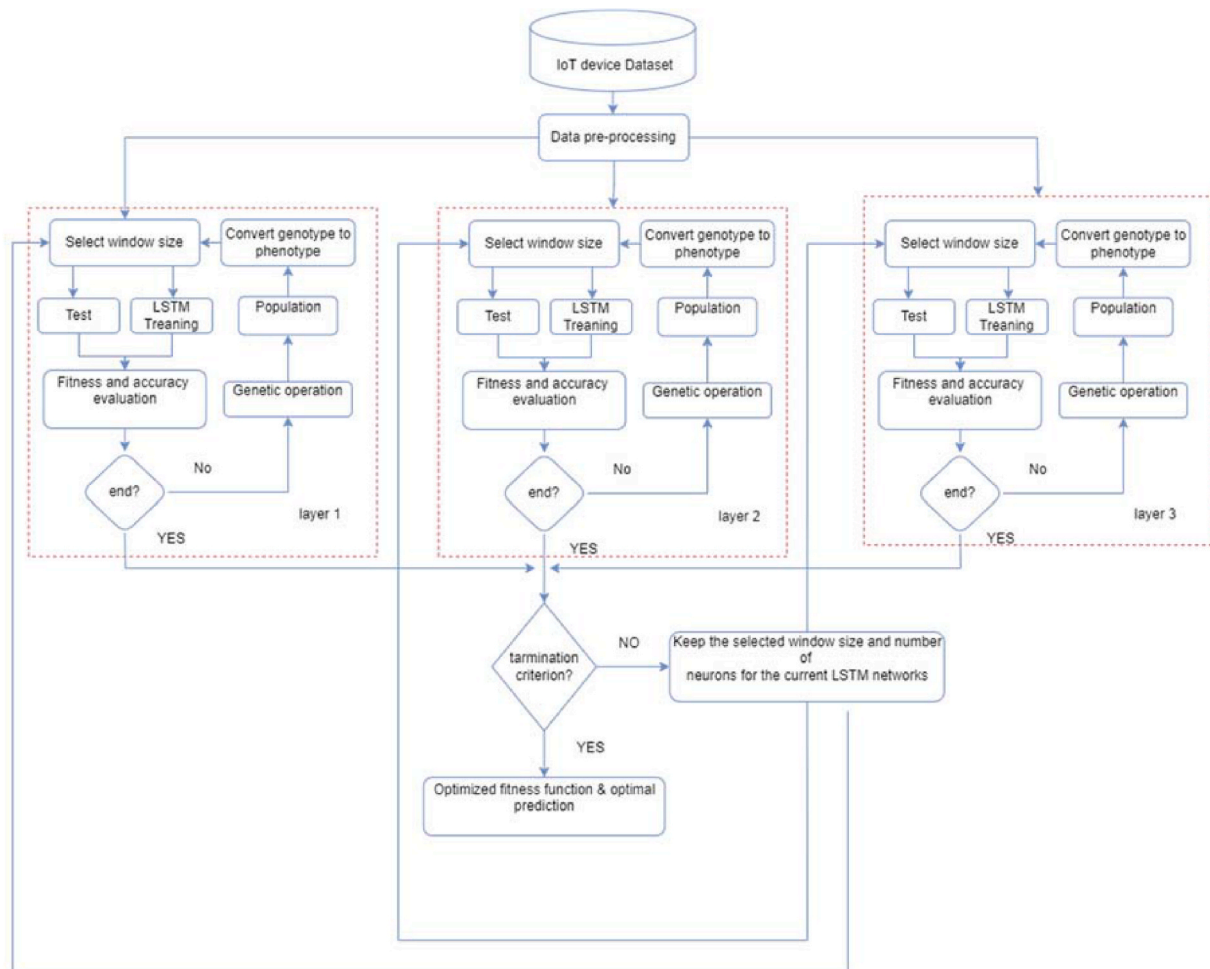 IoT device Dataset
Data pre-processing
Select window size
Convert genotype to
phenotype
Test
LSTM
Treaning
Population
Fitness and accuracy
evaluation
Genetic operation
No
end?
layer 1
YES
Select window size
Convert genotype to
phenotype
Test
LSTM
Treaning
Population
Fitness and accuracy
evaluation
Genetic operation
No
end?
layer 2
YES
Select window size
Convert genotype to
phenotype
Test
LSTM
Treaning
Population
Fitness and accuracy
evaluation
Genetic operation
No
end?
layer 3
YES
tarmination
criterion?
NO
Keep the selected window size and number
of
neurons for the current LSTM networks
YES
Optimized fitness function & optimal
prediction